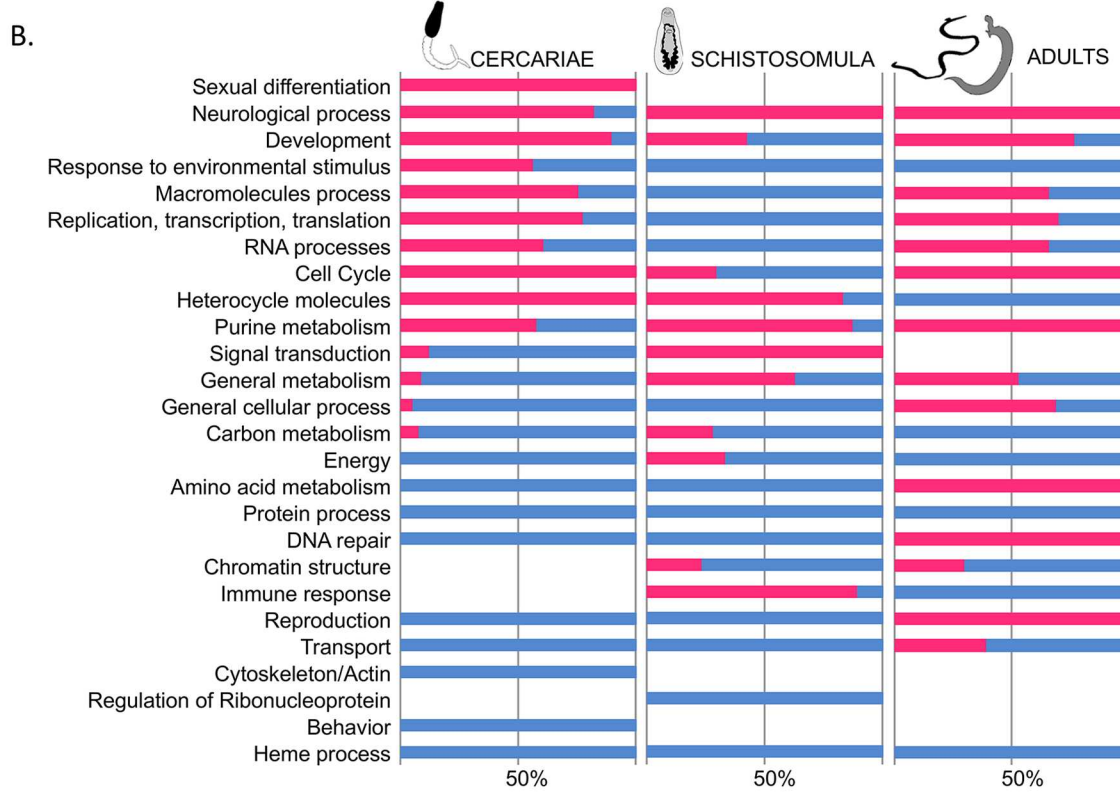 B.
CERCARIAE
SCHISTOSOMULA
ADULTS
Sexual differentiation
Neurological process
Development
Response to environmental stimulus
Macromolecules process
Replication, transcription, translation
RNA processes
Cell Cycle
Heterocycle molecules
Purine metabolism
Signal transduction
General metabolism
General cellular process
Carbon metabolism
Energy
Amino acid metabolism
Protein process
DNA repair
Chromatin structure
Immune response
Reproduction
Transport
Cytoskeleton/Actin
Regulation of Ribonucleoprotein
Behavior
Heme process
50%
50%
50%